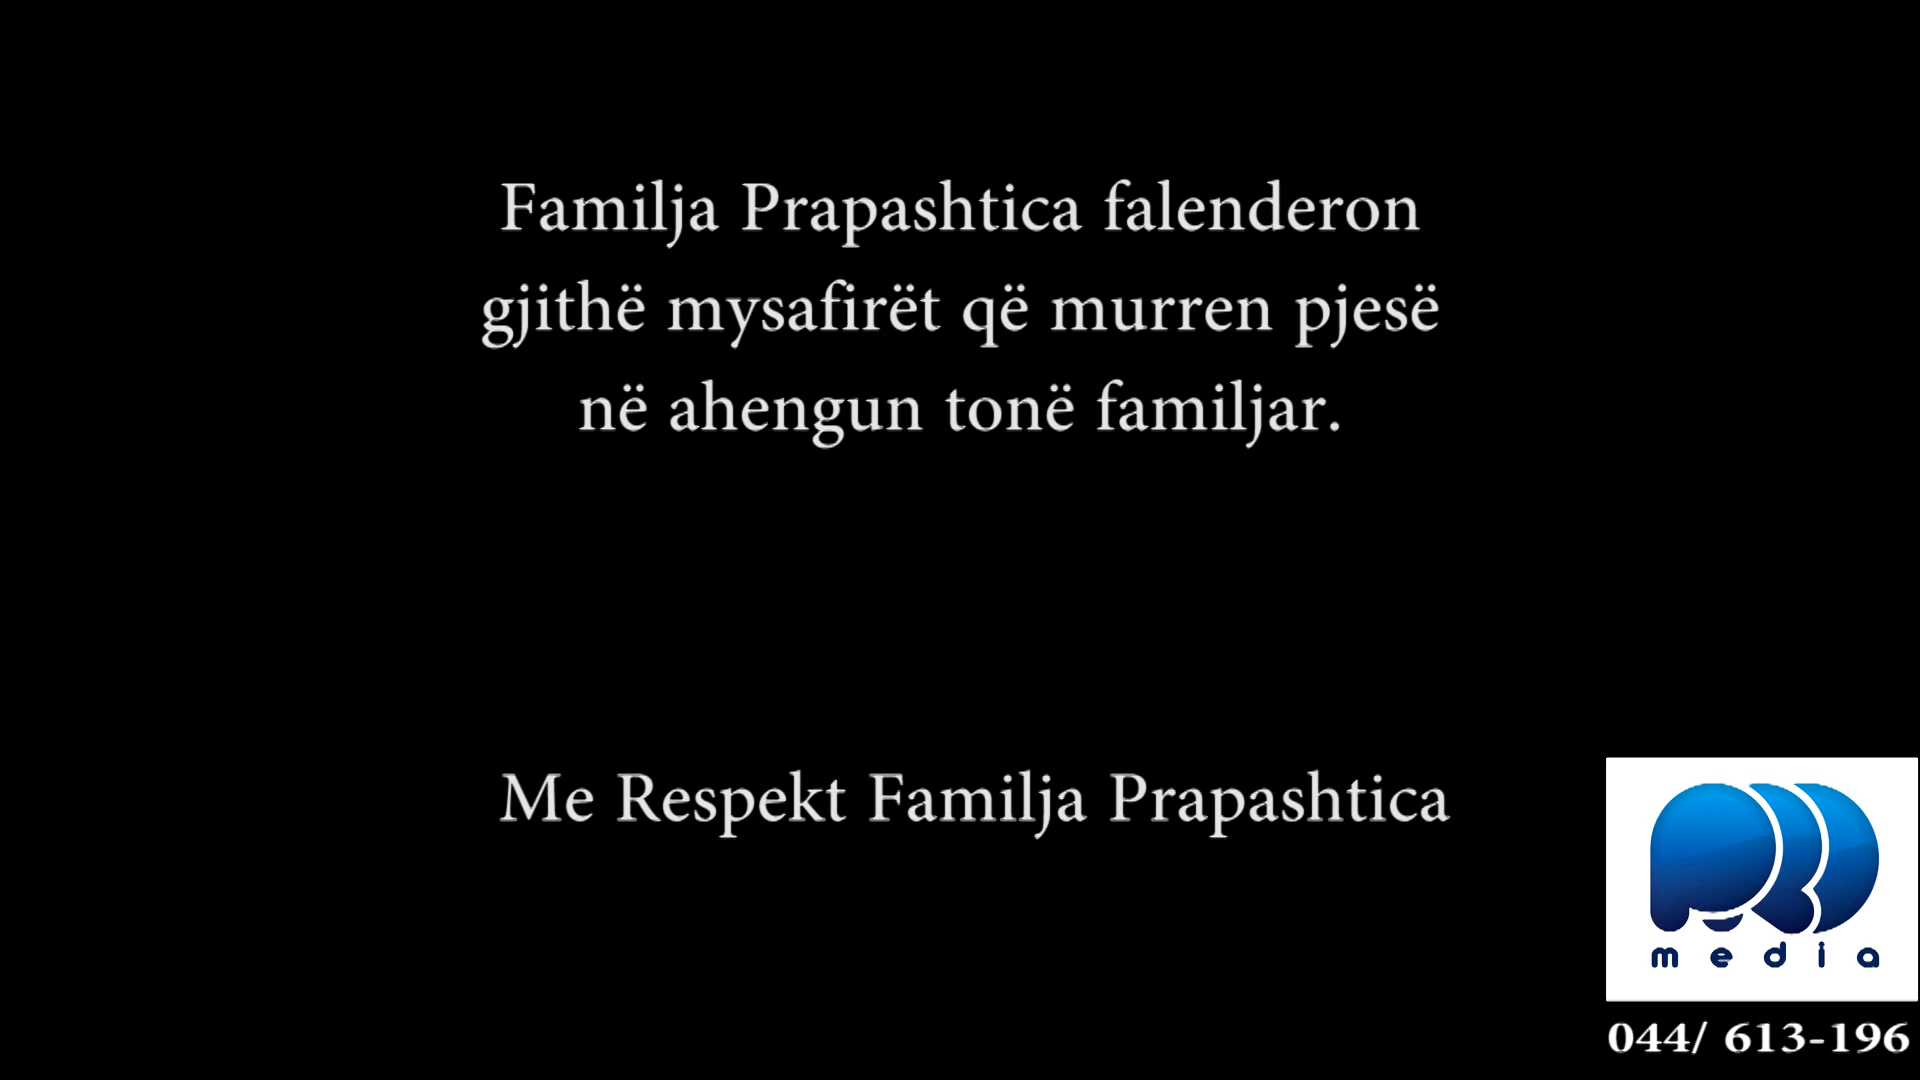 Familja Prapashtica falenderon
gjithë mysafirët që murren pjesë
në ahengun tonë familjar.
Me Respekt Familja Prapashtica
media
044/ 613-196